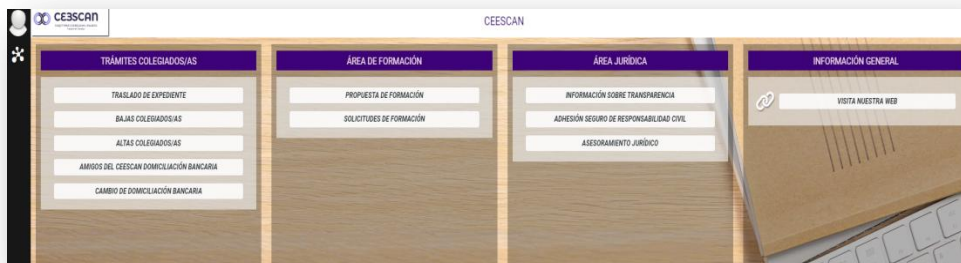 CEESCAN
CEESCAN
TRÁMITES COLEGIADOS/AS
TRASLADO DE EXPEDIENTE
BAJAS COLEGIADOS/AS
ALTAS COLEGIADOS/AS
AMIGOS DEL CEESCAN DOMICILIACIÓN BANCARIA
CAMBIO DE DOMICILIACIÓN BANCARIA
ÁREA DE FORMACIÓN
PROPUESTA DE FORMACIÓN
SOLICITUDES DE FORMACIÓN
ÁREA JURÍDICA
INFORMACIÓN SOBRE TRANSPARENCIA
ADHESIÓN SEGURO DE RESPONSABILIDAD CIVIL
ASESORAMIENTO JURÍDICO
INFORMACIÓN GENERAL
VISITA NUESTRA WEB